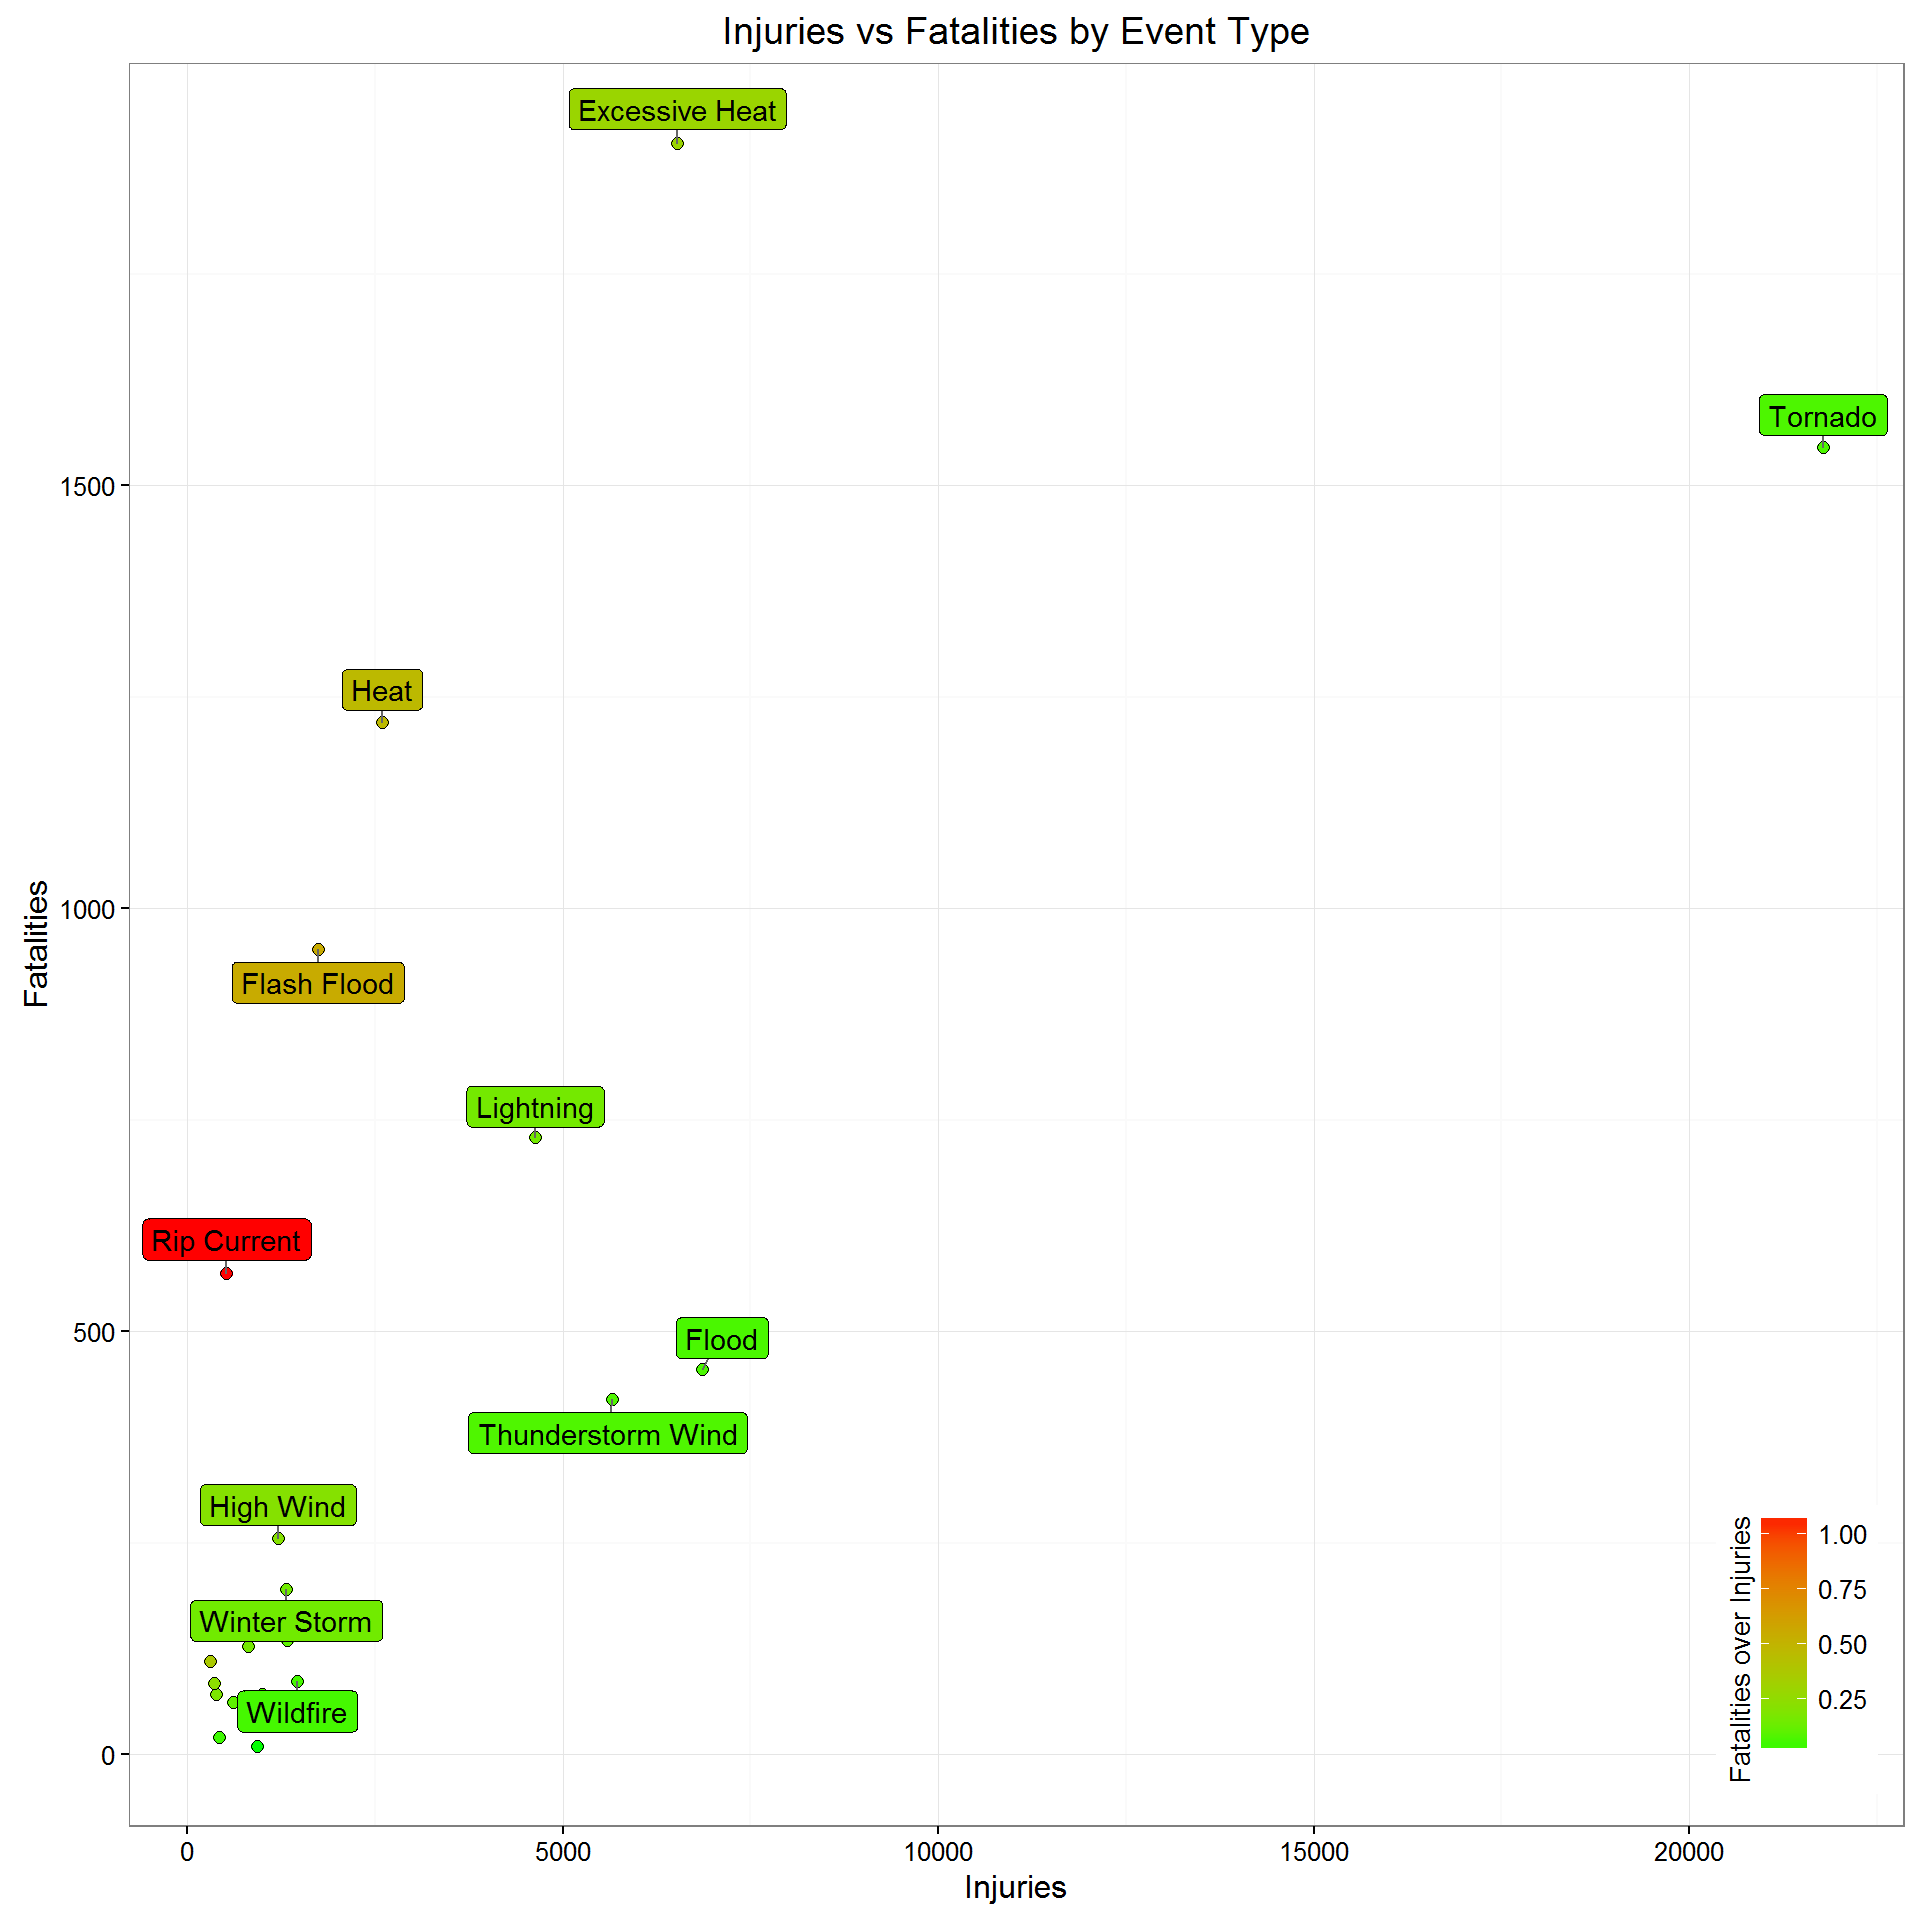 Injuries vs Fatalities by Event Type
Excessive Heat
Tornado
1500
Heat
1000
Flash Flood
Lightning
Rip Current
500
Flood
Thunderstorm Wind
High Wind
Winter Storm
Wildfire
0
Fatalities
Fatalities over Injuries
1.00
0.75
0.50
0.25
0
5000
10000
15000
20000
Injuries